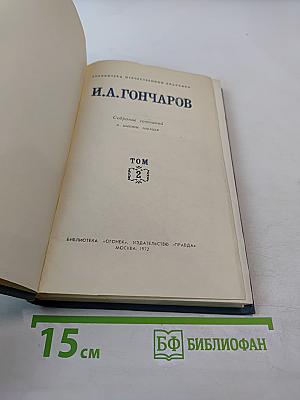 БИБЛИОТЕКА ОТЕЧЕСТВЕННОЙ КЛАССИКИ
И.А.ГОНЧАРОВ
Собрание сочинений
в шести томах
ТОМ
2
БИБЛИОТЕКА «ОГОНЕК». ИЗДАТЕЛЬСТВО «ПРАВДА»
МОСКВА. 1972
15 см
БФ БИБЛИОФАН